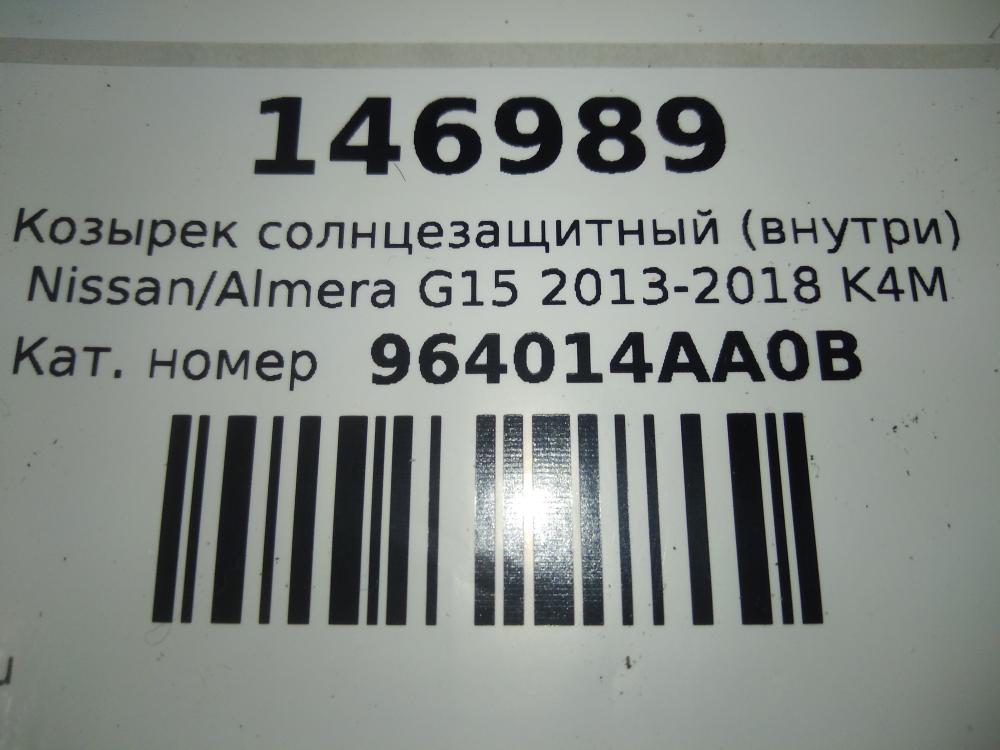 146989
Козырек солнцезащитный (внутри)
Nissan/Almera G15 2013-2018 K4M
Кат. номер 964014AA0B